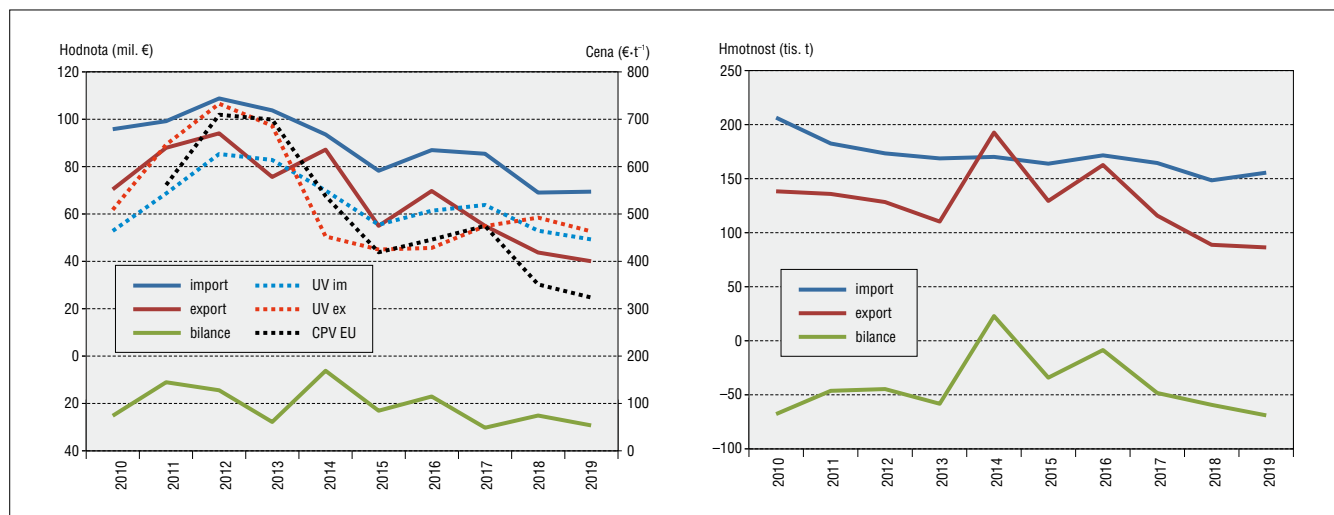 Hodnota (mil. €)
Cena (€·t⁻¹)
120
100
80
60
40
20
0
20
40
800
700
600
500
400
300
200
100
0
import
export
bilance
UV im
UV ex
CPV EU
2010 2011 2012 2013 2014 2015 2016 2017 2018 2019
Hmotnost (tis. t)
250
200
150
100
50
0
–50
–100
import
export
bilance
2010 2011 2012 2013 2014 2015 2016 2017 2018 2019